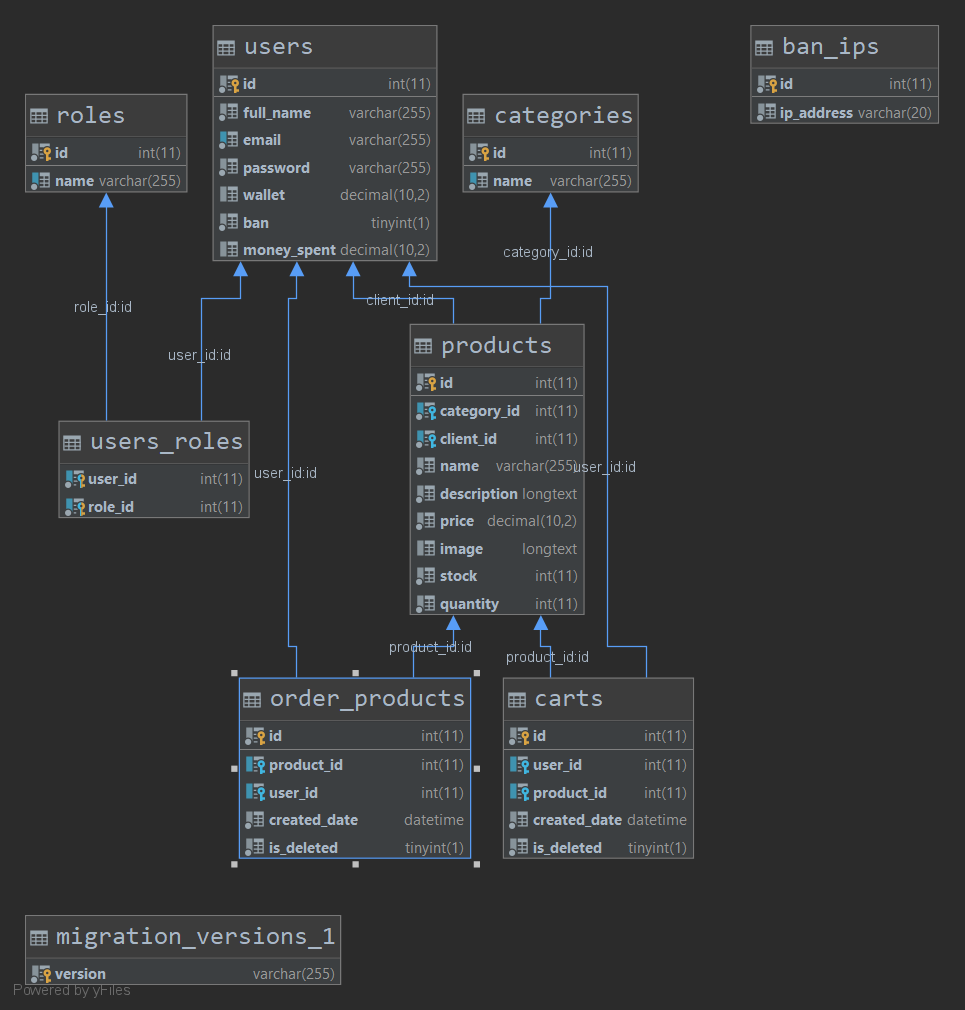 users
id int(11)
full_name varchar(255)
email varchar(255)
password varchar(255)
wallet decimal(10,2)
ban tinyint(1)
money_spent decimal(10,2)
ban_ips
id int(11)
ip_address varchar(20)
roles
id int(11)
name varchar(255)
categories
id int(11)
name varchar(255)
category_id:id
client_id:id
role_id:id
user_id:id
products
id int(11)
category_id int(11)
client_id int(11)
name varchar(255)
description longtext
price decimal(10,2)
image longtext
stock int(11)
quantity int(11)
users_roles
user_id int(11)
role_id int(11)
user_id:id
user_id:id
product_id:id
product_id:id
order_products
id int(11)
product_id int(11)
user_id int(11)
created_date datetime
is_deleted tinyint(1)
carts
id int(11)
user_id int(11)
product_id int(11)
created_date datetime
is_deleted tinyint(1)
migration_versions_1
version varchar(255)
Powered by yFiles